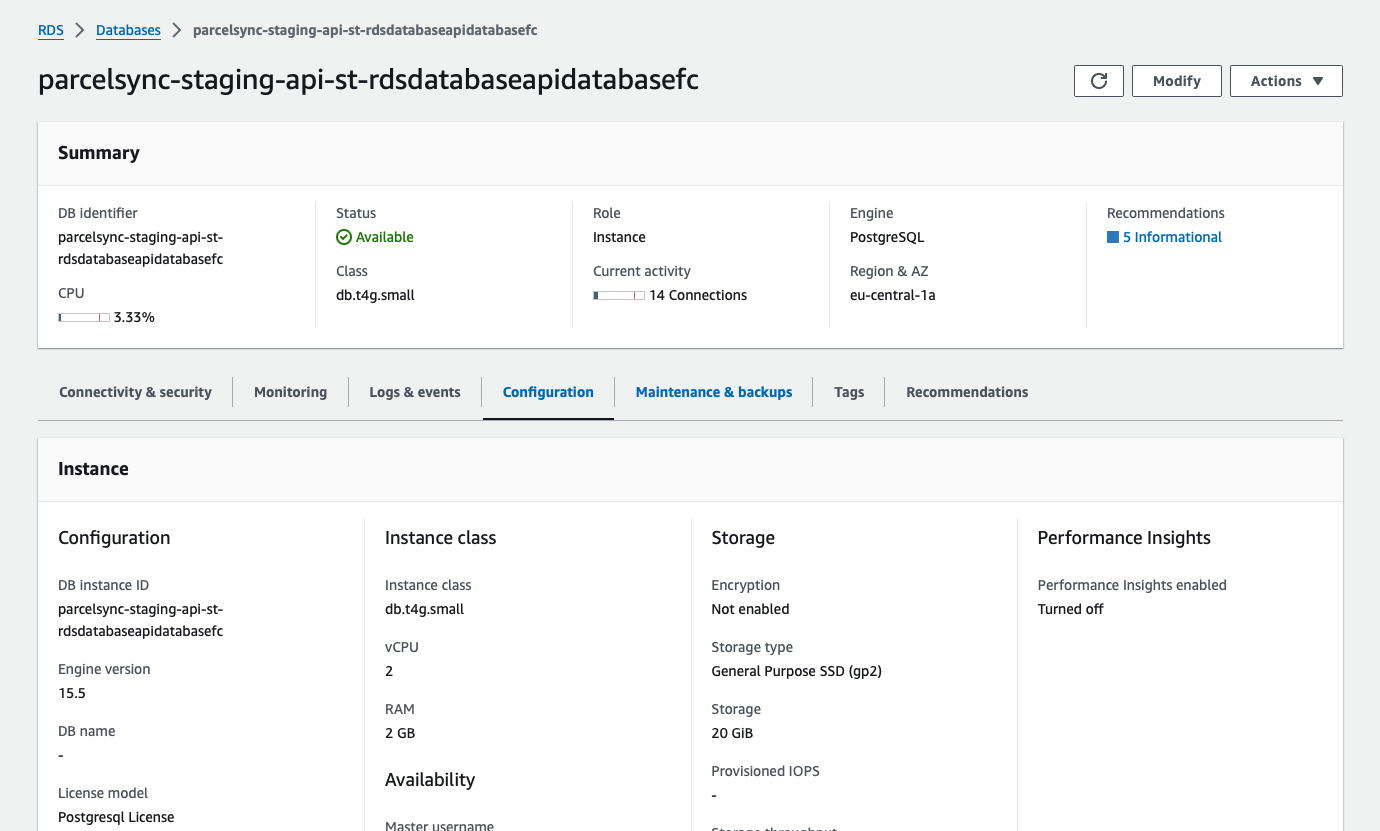 RDS > Databases > parcelsync-staging-api-st-rdsdatabaseapidatabasefc
parcelsync-staging-api-st-rdsdatabaseapidatabasefc
Modify
Actions
Summary
DB identifier
parcelsync-staging-api-st-
rdsdatabaseapidatabasefc
CPU
3.33%
Status
Available
Class
db.t4g.small
Role
Instance
Current activity
14 Connections
Engine
PostgreSQL
Region & AZ
eu-central-1a
Recommendations
5 Informational
Connectivity & security
Monitoring
Logs & events
Configuration
Maintenance & backups
Tags
Recommendations
Instance
Configuration
DB instance ID
parcelsync-staging-api-st-
rdsdatabaseapidatabasefc
Engine version
15.5
DB name
-
License model
Postgresql License
Instance class
Instance class
db.t4g.small
vCPU
2
RAM
2 GB
Availability
Master username
Storage
Encryption
Not enabled
Storage type
General Purpose SSD (gp2)
Storage
20 GiB
Provisioned IOPS
-
Storage throughput
Performance Insights
Performance Insights enabled
Turned off